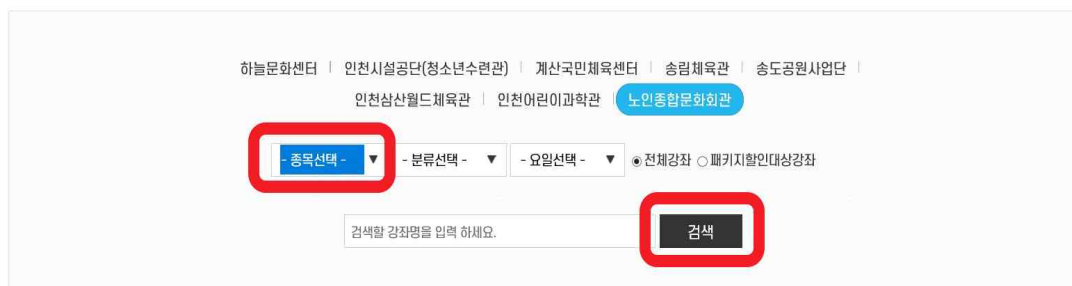 하늘문화센터 | 인천시설공단(청소년수련관) | 계산국민체육센터 | 송림체육관 | 송도공원사업단 |
인천삼산월드체육관 | 인천어린이과학관 | 노인종합문화회관
- 종목선택 - ▼ - 분류선택 - ▼ - 요일선택 - ▼ ◉전체강좌 ○패키지할인대상강좌
검색할 강좌명을 입력 하세요. 검색